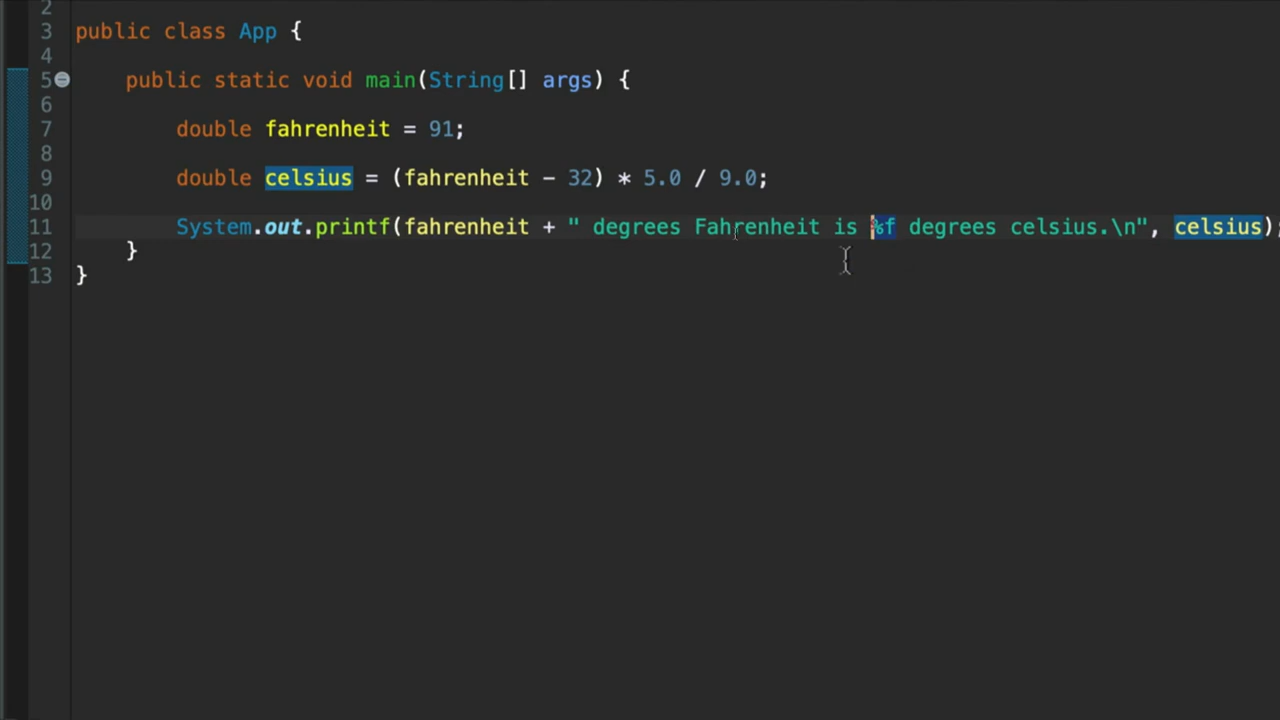 2
3 public class App {
4
5 public static void main(String[] args) {
6
7 double fahrenheit = 91;
8
9 double celsius = (fahrenheit - 32) * 5.0 / 9.0;
10
11 System.out.printf(fahrenheit + " degrees Fahrenheit is %f degrees celsius.\n", celsius);
12 }
13 }